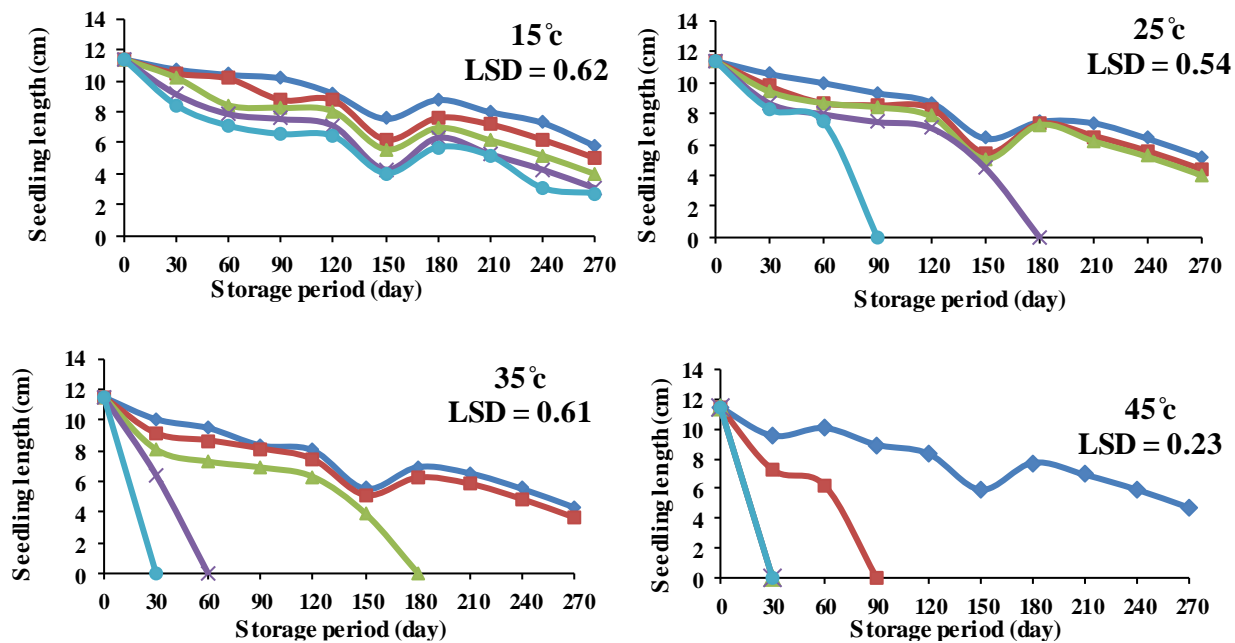 15°c
LSD = 0.62
Seedling length (cm)
14
12
10
8
6
4
2
0
0 30 60 90 120 150 180 210 240 270
Storage period (day)
25°c
LSD = 0.54
Seedling length (cm)
14
12
10
8
6
4
2
0
0 30 60 90 120 150 180 210 240 270
Storage period (day)
35°c
LSD = 0.61
Seedling length (cm)
14
12
10
8
6
4
2
0
0 30 60 90 120 150 180 210 240 270
Storage period (day)
45°c
LSD = 0.23
Seedling length (cm)
14
12
10
8
6
4
2
0
0 30 60 90 120 150 180 210 240 270
Storage period (day)